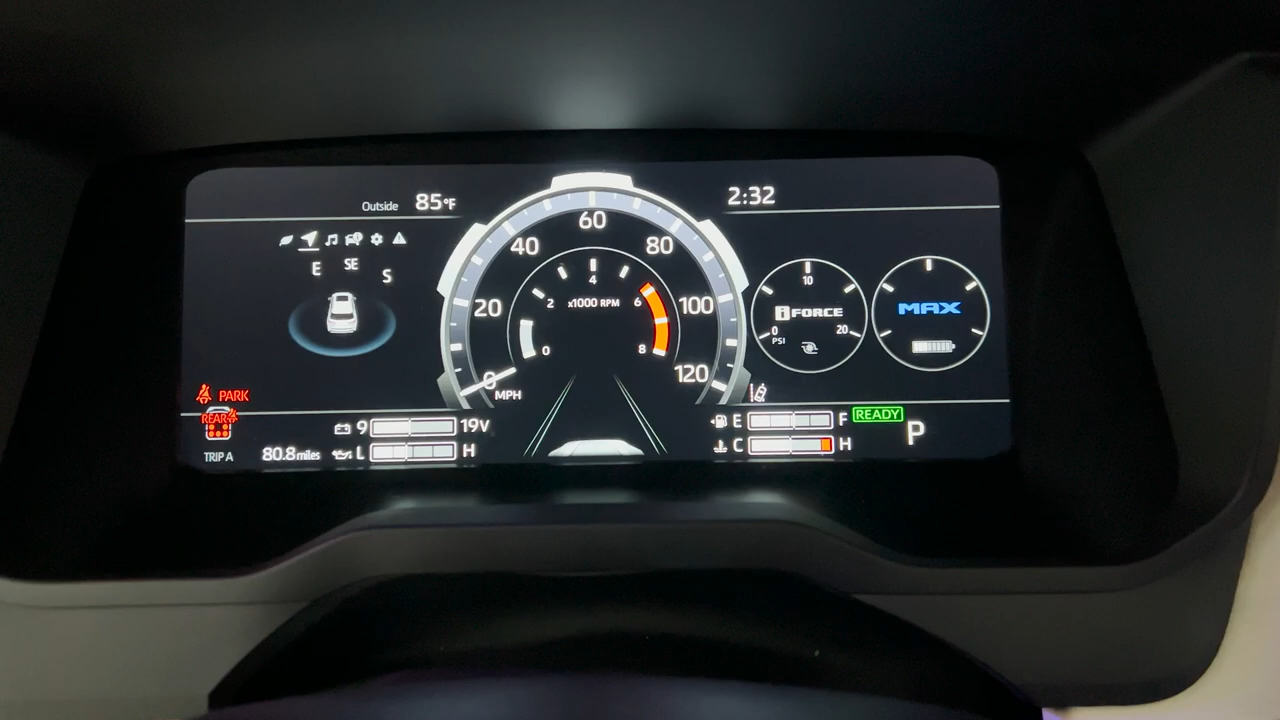 Outside 85°F
2:32
E SE S
0 20 40 60 80 100 120
MPH
0 2 4 6 8
x1000 RPM
10
iFORCE
0 20
PSI
MAX
PARK
REAR
9 19V
L H
TRIP A 80.8 miles
E F READY
C H
P